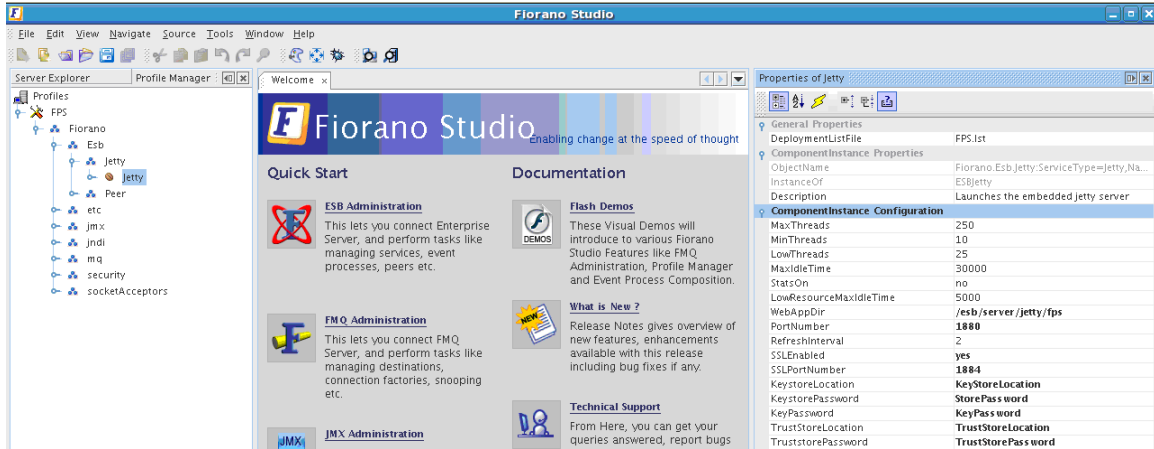 Fiorano Studio
File Edit View Navigate Source Tools Window Help
Server Explorer Profile Manager
Profiles
FPS
Fiorano
Esb
Jetty
Jetty
Peer
etc
jmx
jndi
mq
security
socketAcceptors
Welcome
Fiorano Studio
Enabling change at the speed of thought
Quick Start
ESB Administration
This lets you connect Enterprise
Server, and perform tasks like
managing services, event
processes, peers etc.
FMQ Administration
This lets you connect FMQ
Server, and perform tasks like
managing destinations,
connection factories, snooping
etc.
JMX
JMX Administration
Documentation
DEMOS
Flash Demos
These Visual Demos will
introduce to various Fiorano
Studio Features like FMQ
Administration, Profile Manager
and Event Process Composition.
NEW
What is New ?
Release Notes gives overview of
new features, enhancements
available with this release
including bug fixes if any.
Technical Support
From Here, you can get your
queries answered, report bugs
Properties of Jetty
General Properties
DeploymentListFile FPS.lst
ComponentInstance Properties
ObjectName Fiorano.Esb.Jetty:ServiceType=Jetty,Na...
InstanceOf ESBJetty
Description Launches the embedded jetty server
ComponentInstance Configuration
MaxThreads 250
MinThreads 10
LowThreads 25
MaxIdleTime 30000
StatsOn no
LowResourceMaxIdleTime 5000
WebAppDir /esb/server/jetty/fps
PortNumber 1880
RefreshInterval 2
SSLEnabled yes
SSLPortNumber 1884
KeystoreLocation KeyStoreLocation
KeystorePassword StorePassword
KeyPassword KeyPassword
TrustStoreLocation TrustStoreLocation
TruststorePassword TrustStorePassword